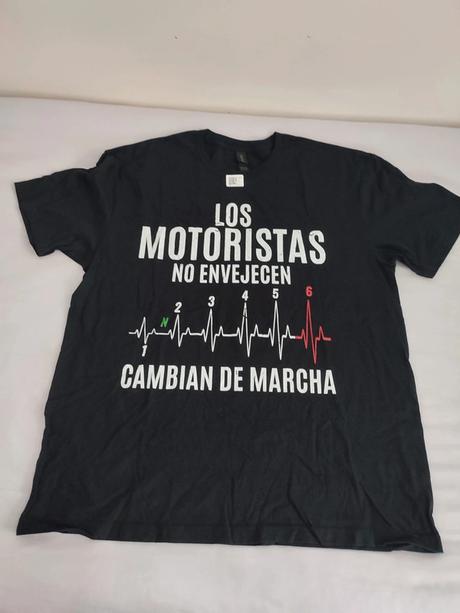 LOS
MOTORISTAS
NO ENVEJECEN
1 N 2 3 4 5 6
CAMBIAN DE MARCHA